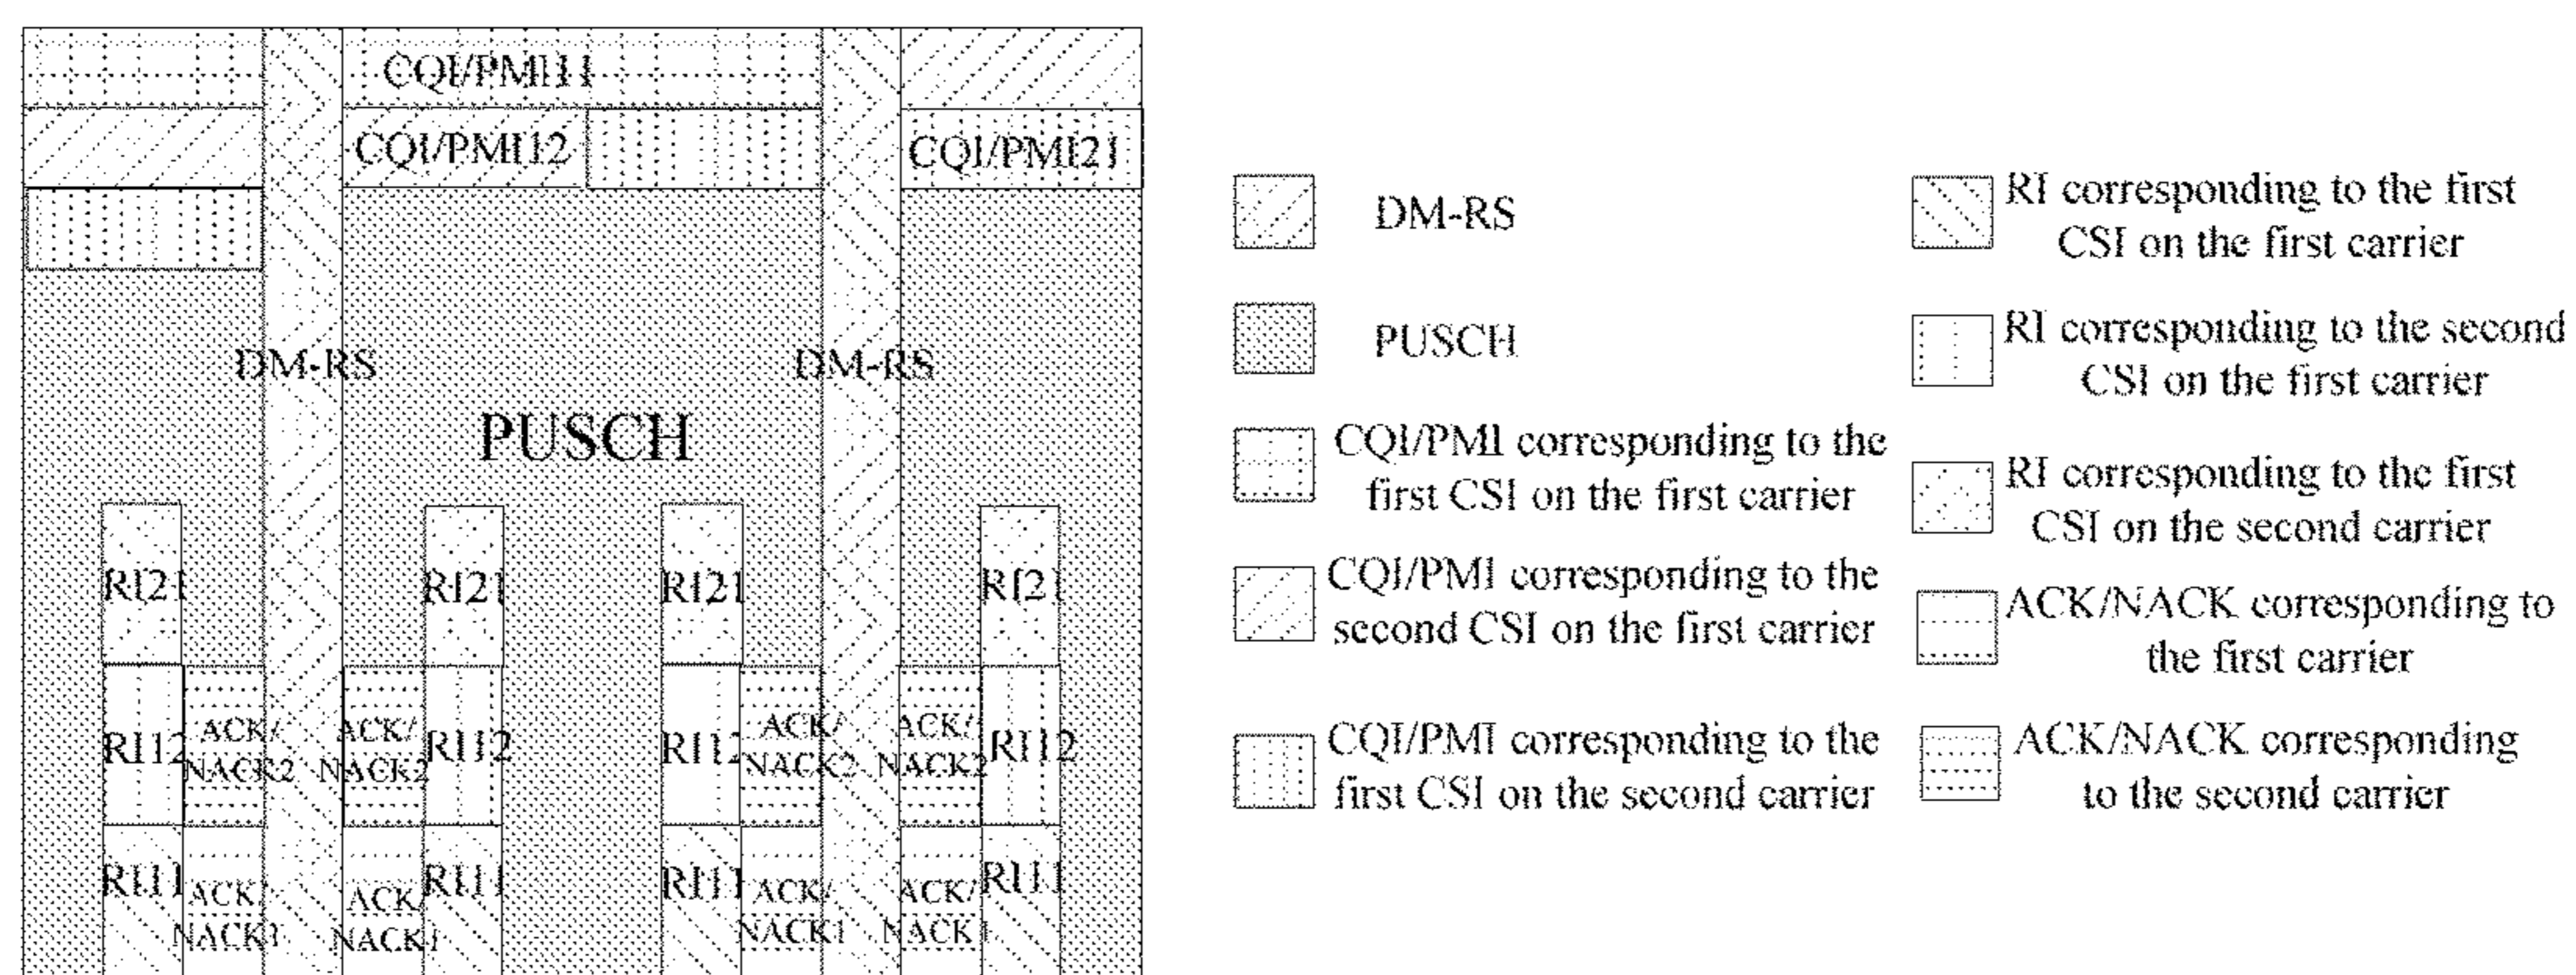 CQI/PMI11
CQI/PMI12
CQI/PMI21
DM-RS
DM-RS
PUSCH
RI21
RI21
RI21
RI21
RI12
ACK/
NACK2
ACK/
NACK2
RI12
RI12
ACK/
NACK2
ACK/
NACK2
RI12
RI11
ACK/
NACK1
ACK/
NACK1
RI11
RI11
ACK/
NACK1
ACK/
NACK1
RI11
DM-RS
PUSCH
CQI/PMI corresponding to the
first CSI on the first carrier
CQI/PMI corresponding to the
second CSI on the first carrier
CQI/PMI corresponding to the
first CSI on the second carrier
RI corresponding to the first
CSI on the first carrier
RI corresponding to the second
CSI on the first carrier
RI corresponding to the first
CSI on the second carrier
ACK/NACK corresponding to
the first carrier
ACK/NACK corresponding
to the second carrier